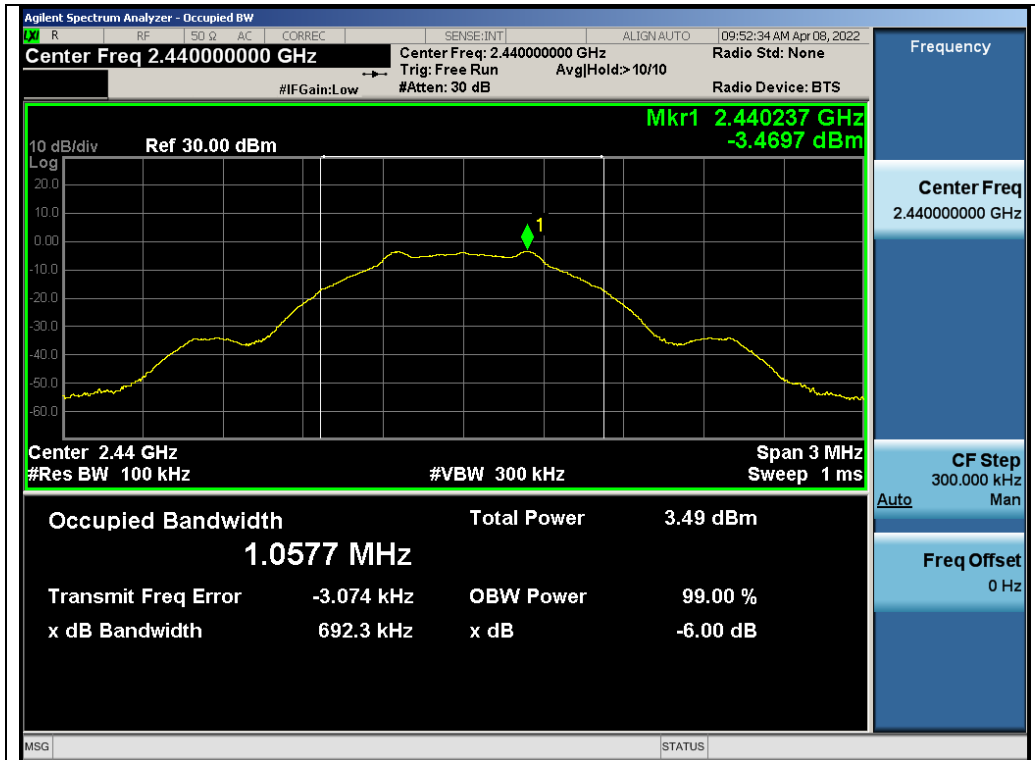 Agilent Spectrum Analyzer - Occupied BW
LXI R RF 50 Ω AC CORREC SENSE:INT ALIGN AUTO 09:52:34 AM Apr 08, 2022
Center Freq 2.440000000 GHz
Center Freq: 2.440000000 GHz Radio Std: None
Trig: Free Run Avg|Hold:> 10/10
#IFGain:Low #Atten: 30 dB Radio Device: BTS
Mkr1 2.440237 GHz
-3.4697 dBm
10 dB/div Ref 30.00 dBm
Log
20.0
10.0
0.00
-10.0
-20.0
-30.0
-40.0
-50.0
-60.0
1
Center 2.44 GHz Span 3 MHz
#Res BW 100 kHz #VBW 300 kHz Sweep 1 ms
Occupied Bandwidth Total Power 3.49 dBm
1.0577 MHz
Transmit Freq Error -3.074 kHz OBW Power 99.00 %
x dB Bandwidth 692.3 kHz x dB -6.00 dB
MSG STATUS
Frequency
Center Freq
2.440000000 GHz
CF Step
300.000 kHz
Auto Man
Freq Offset
0 Hz